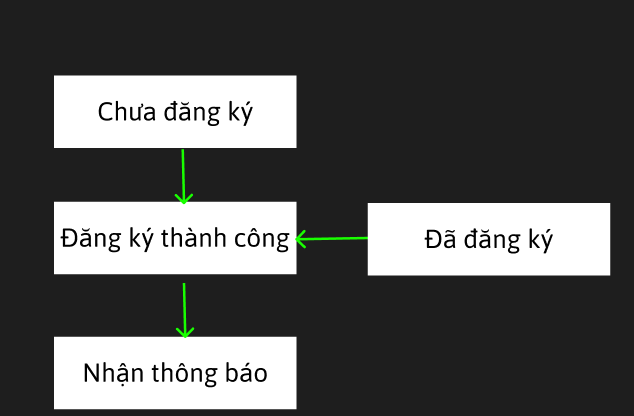 Chưa đăng ký
Đăng ký thành công
Đã đăng ký
Nhận thông báo